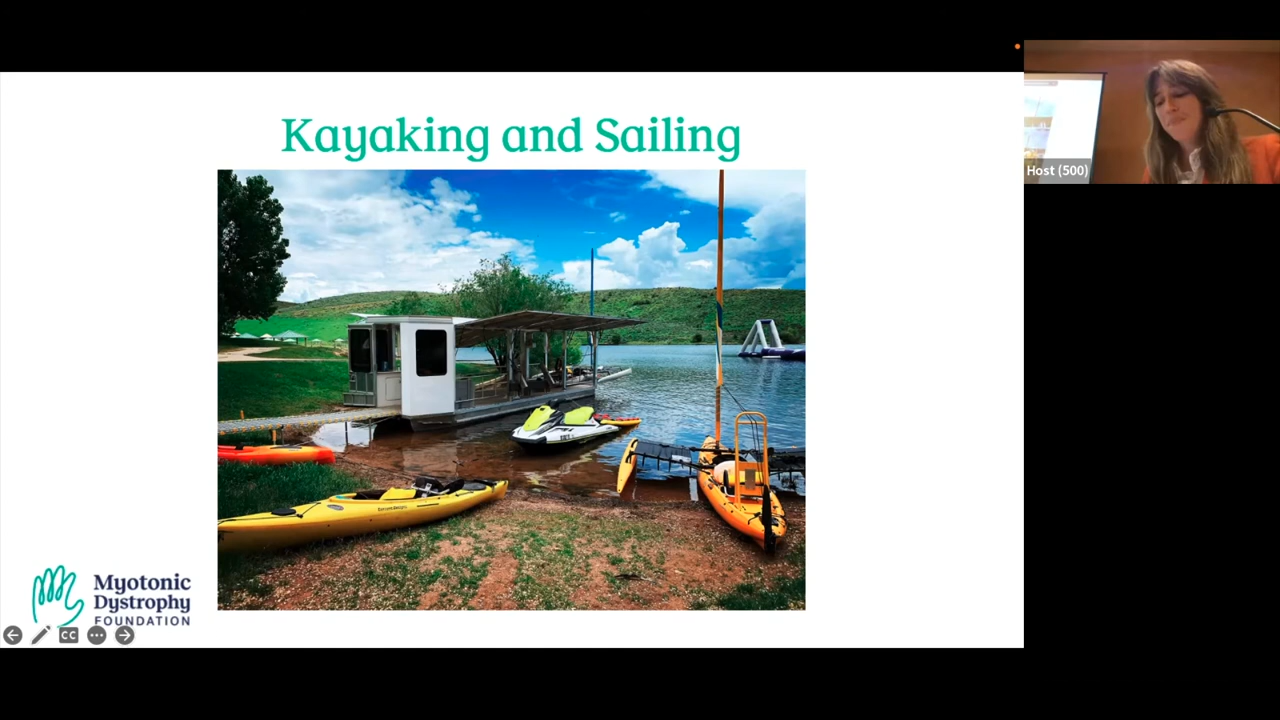 Kayaking and Sailing
Host (500)
Myotonic
Dystrophy
FOUNDATION
CC